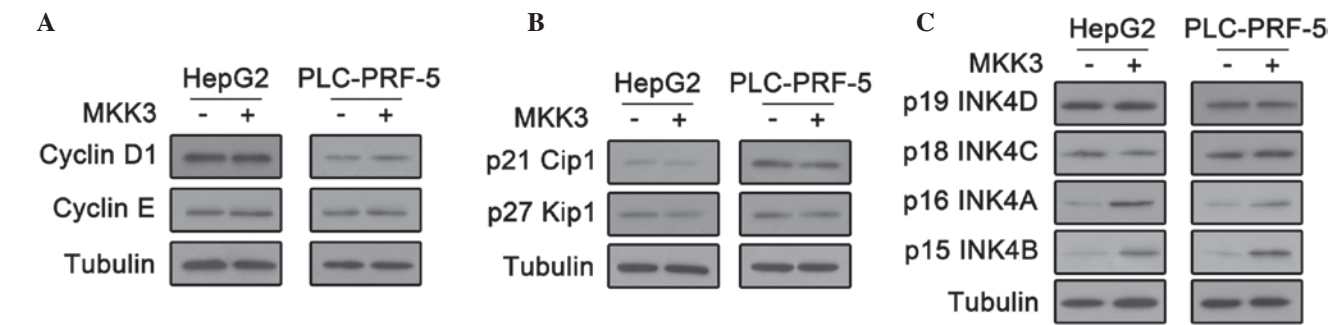 A
HepG2 PLC-PRF-5
MKK3 - + - +
Cyclin D1
Cyclin E
Tubulin
B
HepG2 PLC-PRF-5
MKK3 - + - +
p21 Cip1
p27 Kip1
Tubulin
C
HepG2 PLC-PRF-5
MKK3 - + - +
p19 INK4D
p18 INK4C
p16 INK4A
p15 INK4B
Tubulin